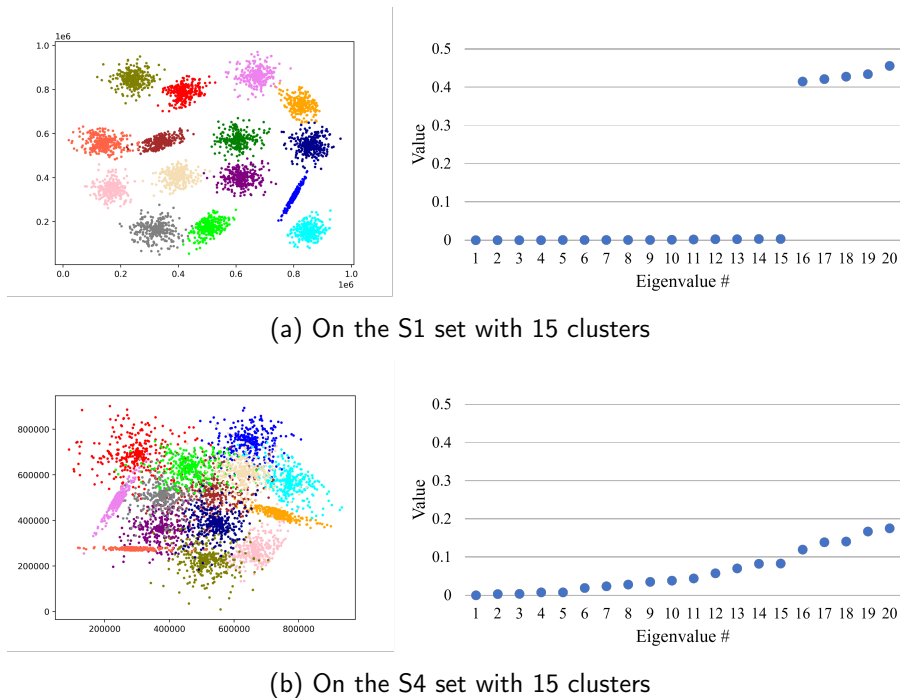 1e6
1.0
0.8
0.6
0.4
0.2
0.0 0.2 0.4 0.6 0.8 1.0
1e6
0.5
0.4
0.3
0.2
0.1
0
Value
1 2 3 4 5 6 7 8 9 10 11 12 13 14 15 16 17 18 19 20
Eigenvalue #
(a) On the S1 set with 15 clusters
800000
600000
400000
200000
0
200000 400000 600000 800000
0.5
0.4
0.3
0.2
0.1
0
Value
1 2 3 4 5 6 7 8 9 10 11 12 13 14 15 16 17 18 19 20
Eigenvalue #
(b) On the S4 set with 15 clusters